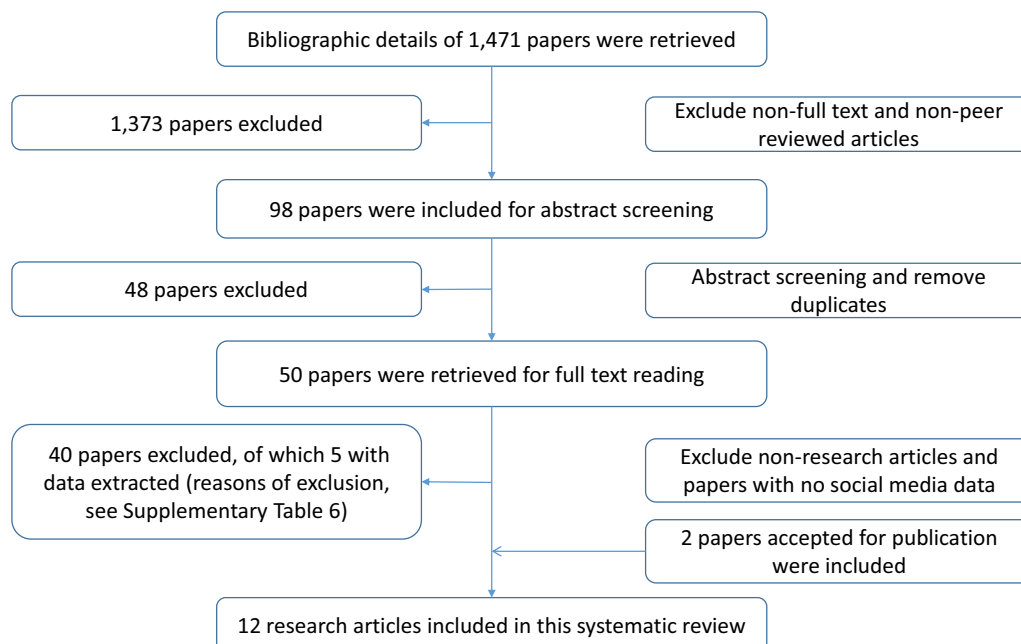 Bibliographic details of 1,471 papers were retrieved
1,373 papers excluded
Exclude non-full text and non-peer
reviewed articles
98 papers were included for abstract screening
48 papers excluded
Abstract screening and remove
duplicates
50 papers were retrieved for full text reading
40 papers excluded, of which 5 with
data extracted (reasons of exclusion,
see Supplementary Table 6)
Exclude non-research articles and
papers with no social media data
2 papers accepted for publication
were included
12 research articles included in this systematic review